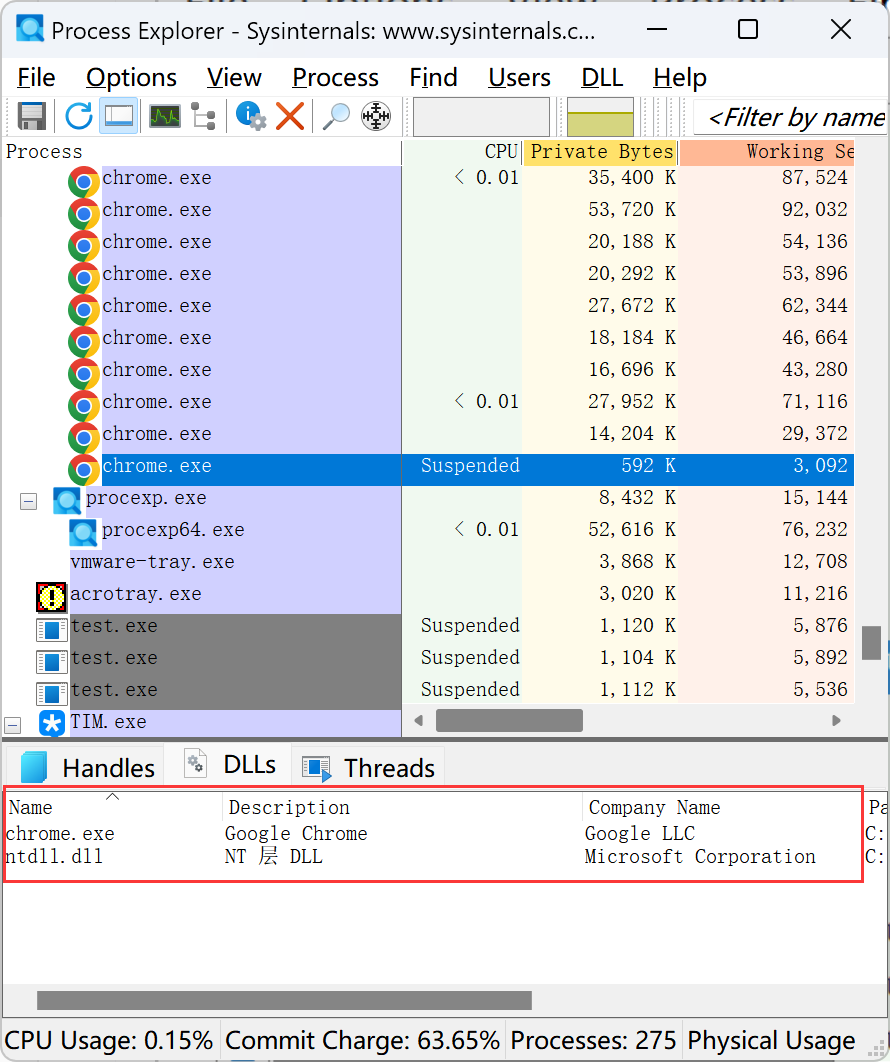 Process Explorer - Sysinternals: www.sysinternals.c...
File Options View Process Find Users DLL Help
<Filter by name
Process CPU Private Bytes Working Se
chrome.exe < 0.01 35,400 K 87,524
chrome.exe 53,720 K 92,032
chrome.exe 20,188 K 54,136
chrome.exe 20,292 K 53,896
chrome.exe 27,672 K 62,344
chrome.exe 18,184 K 46,664
chrome.exe 16,696 K 43,280
chrome.exe < 0.01 27,952 K 71,116
chrome.exe 14,204 K 29,372
chrome.exe Suspended 592 K 3,092
procexp.exe 8,432 K 15,144
procexp64.exe < 0.01 52,616 K 76,232
vmware-tray.exe 3,868 K 12,708
acrotray.exe 3,020 K 11,216
test.exe Suspended 1,120 K 5,876
test.exe Suspended 1,104 K 5,892
test.exe Suspended 1,112 K 5,536
TIM.exe
Handles DLLs Threads
Name Description Company Name Pa
chrome.exe Google Chrome Google LLC C:
ntdll.dll NT 层 DLL Microsoft Corporation C:
CPU Usage: 0.15% Commit Charge: 63.65% Processes: 275 Physical Usage